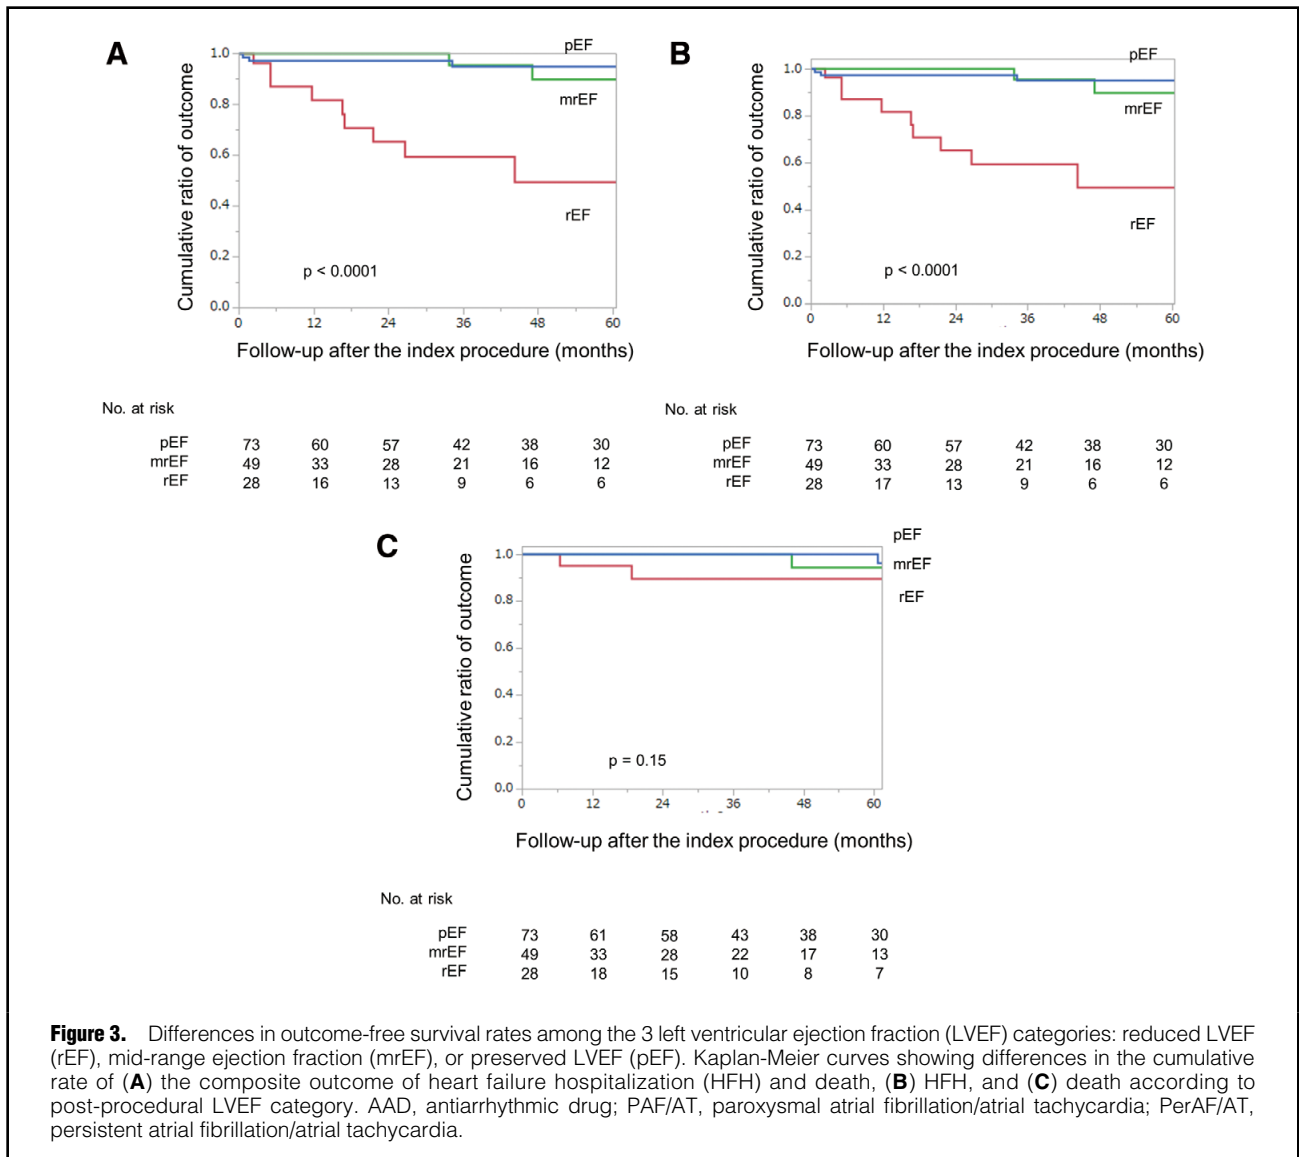 A
Cumulative ratio of outcome
1.0
0.8
0.6
0.4
0.2
0.0
pEF
mrEF
rEF
p < 0.0001
0 12 24 36 48 60
Follow-up after the index procedure (months)
No. at risk
pEF 73 60 57 42 38 30
mrEF 49 33 28 21 16 12
rEF 28 16 13 9 6 6
B
Cumulative ratio of outcome
1.0
0.8
0.6
0.4
0.2
0.0
pEF
mrEF
rEF
p < 0.0001
0 12 24 36 48 60
Follow-up after the index procedure (months)
No. at risk
pEF 73 60 57 42 38 30
mrEF 49 33 28 21 16 12
rEF 28 17 13 9 6 6
C
Cumulative ratio of outcome
1.0
0.8
0.6
0.4
0.2
0.0
pEF
mrEF
rEF
p = 0.15
0 12 24 36 48 60
Follow-up after the index procedure (months)
No. at risk
pEF 73 61 58 43 38 30
mrEF 49 33 28 22 17 13
rEF 28 18 15 10 8 7
Figure 3. Differences in outcome-free survival rates among the 3 left ventricular ejection fraction (LVEF) categories: reduced LVEF
(rEF), mid-range ejection fraction (mrEF), or preserved LVEF (pEF). Kaplan-Meier curves showing differences in the cumulative
rate of (A) the composite outcome of heart failure hospitalization (HFH) and death, (B) HFH, and (C) death according to
post-procedural LVEF category. AAD, antiarrhythmic drug; PAF/AT, paroxysmal atrial fibrillation/atrial tachycardia; PerAF/AT,
persistent atrial fibrillation/atrial tachycardia.